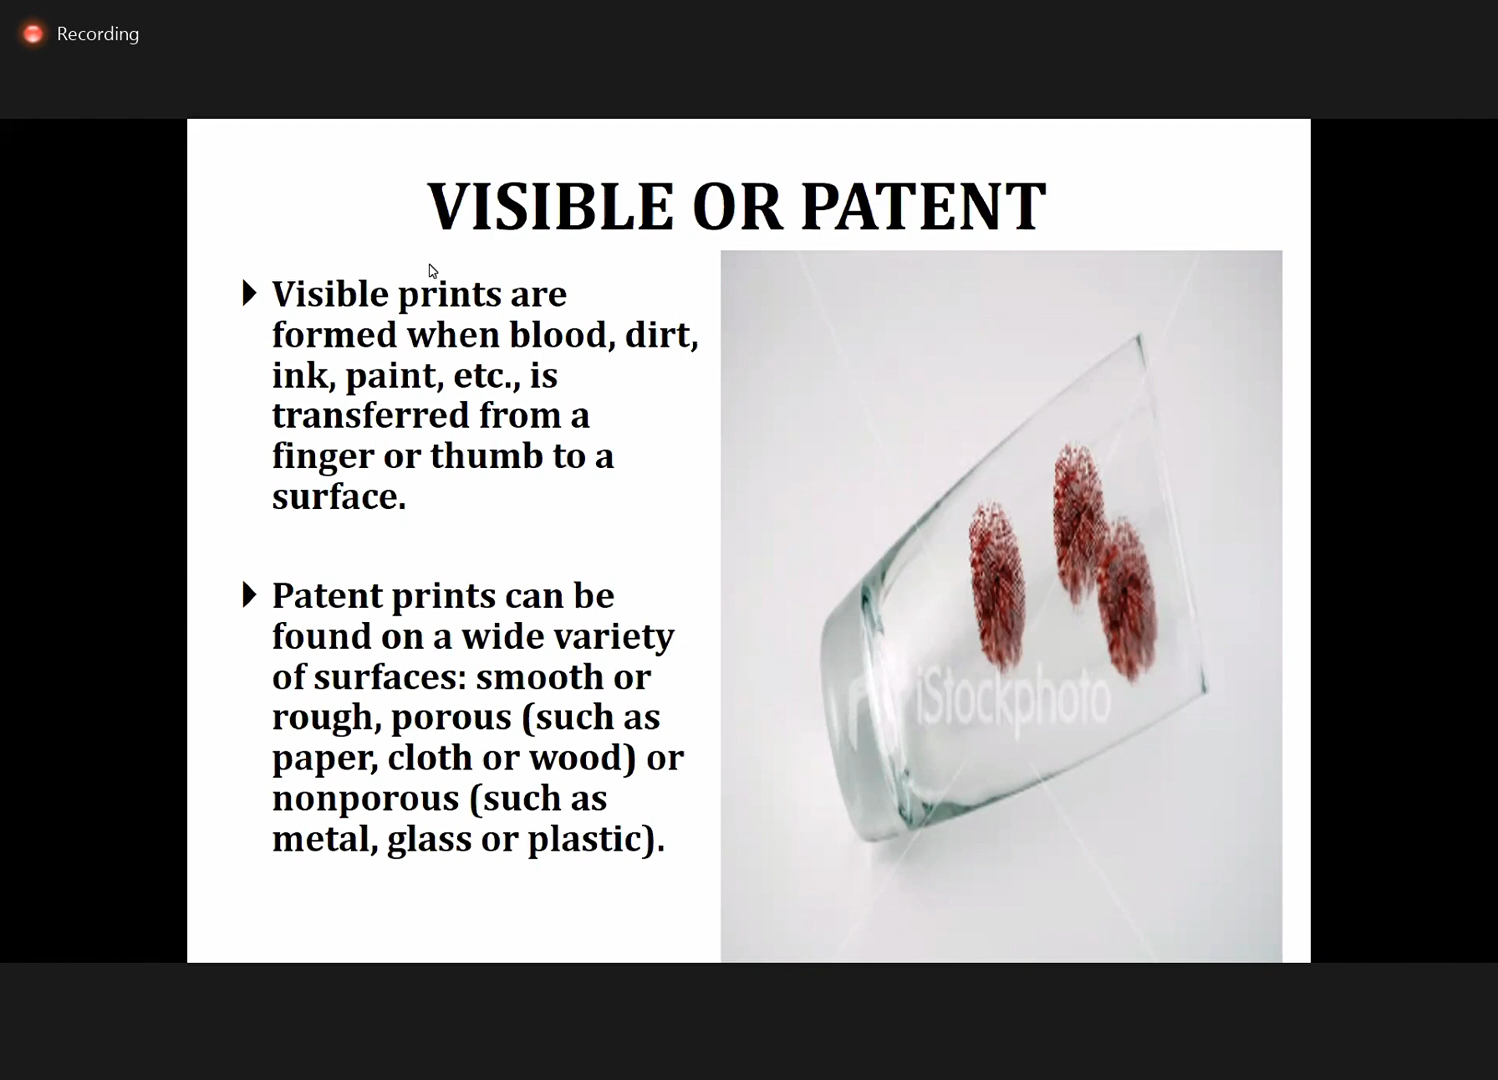 Recording
VISIBLE OR PATENT
Visible prints are
formed when blood, dirt,
ink, paint, etc., is
transferred from a
finger or thumb to a
surface.
Patent prints can be
found on a wide variety
of surfaces: smooth or
rough, porous (such as
paper, cloth or wood) or
nonporous (such as
metal, glass or plastic).
iStockphoto